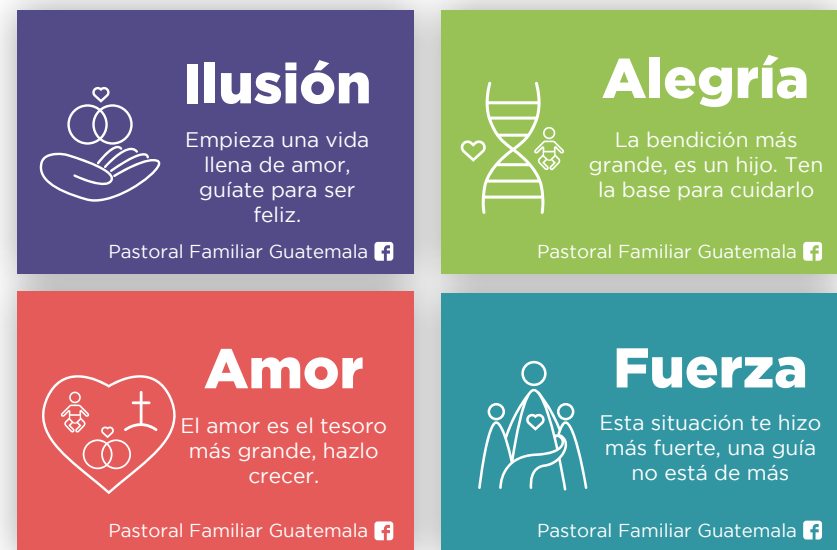 Ilusión
Empieza una vida
llena de amor,
guíate para ser
feliz.
Pastoral Familiar Guatemala
Alegría
La bendición más
grande, es un hijo. Ten
la base para cuidarlo
Pastoral Familiar Guatemala
Amor
El amor es el tesoro
más grande, hazlo
crecer.
Pastoral Familiar Guatemala
Fuerza
Esta situación te hizo
más fuerte, una guía
no está de más
Pastoral Familiar Guatemala